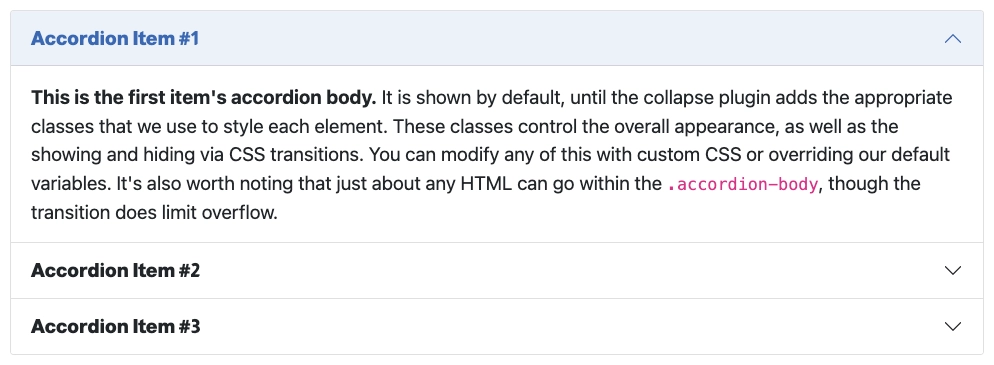 Accordion Item #1
This is the first item's accordion body. It is shown by default, until the collapse plugin adds the appropriate
classes that we use to style each element. These classes control the overall appearance, as well as the
showing and hiding via CSS transitions. You can modify any of this with custom CSS or overriding our default
variables. It's also worth noting that just about any HTML can go within the .accordion-body, though the
transition does limit overflow.
Accordion Item #2
Accordion Item #3